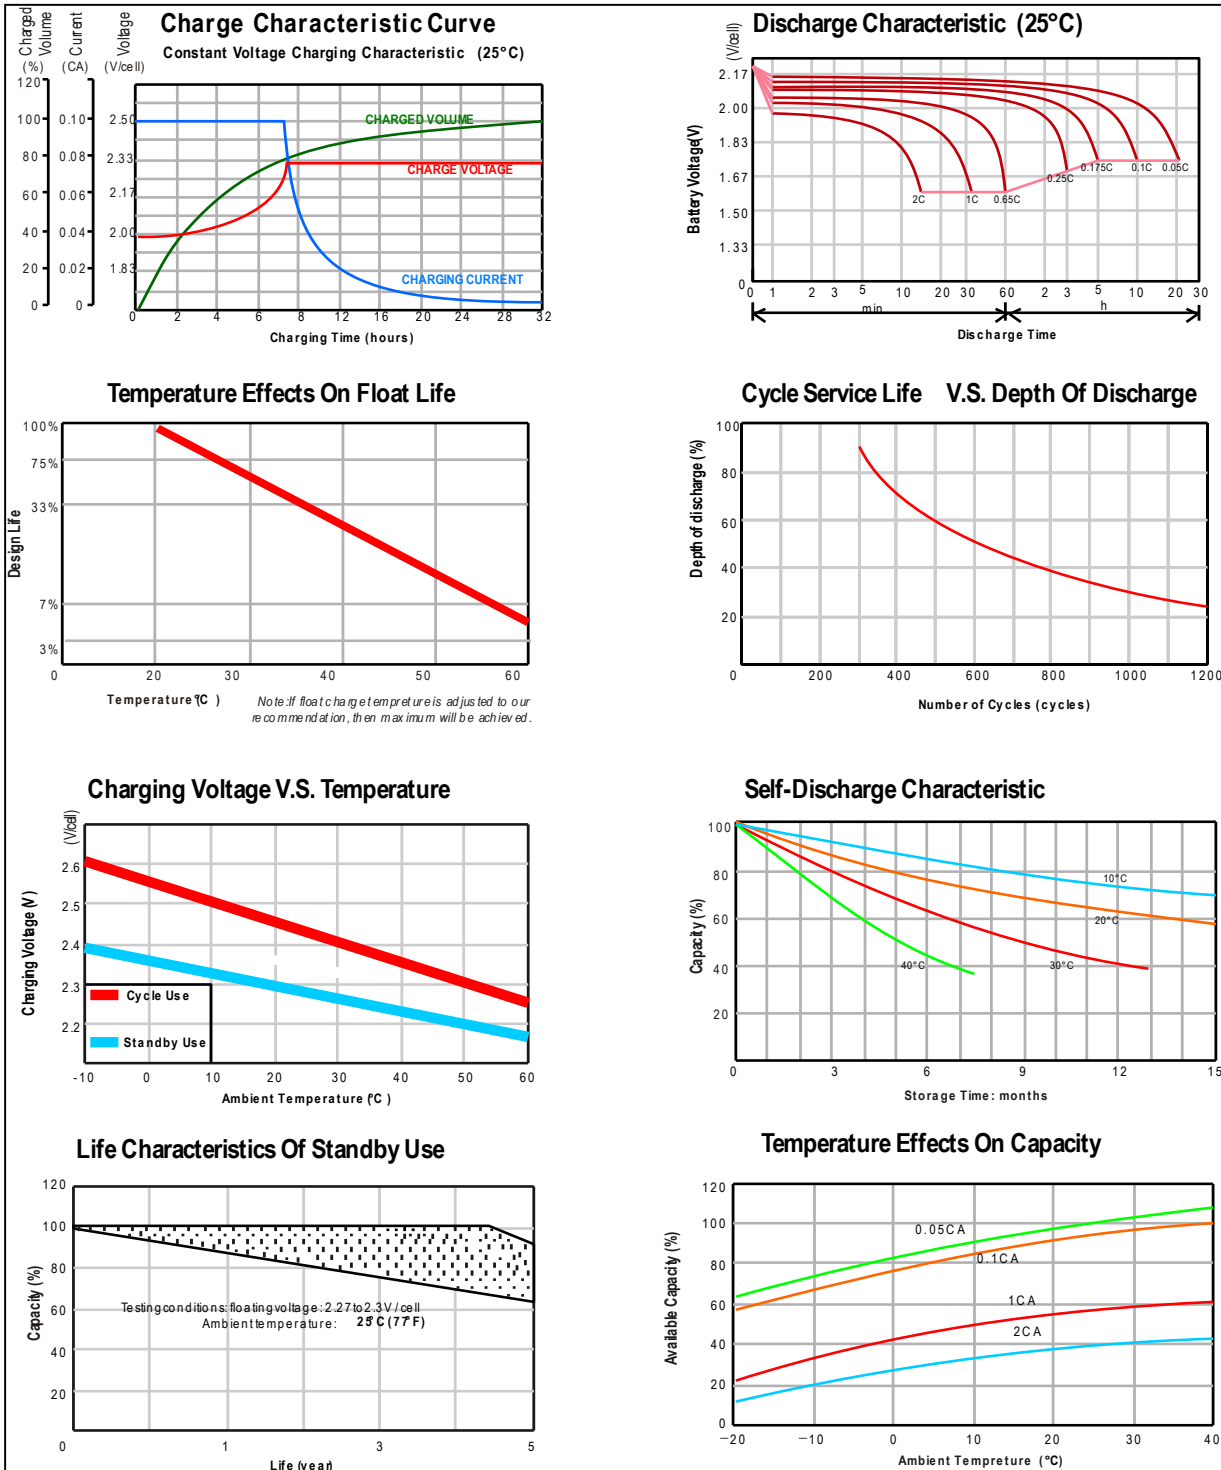 Charge Characteristic Curve
Constant Voltage Charging Characteristic (25°C)
Charged Volume (%)
Current (CA)
Voltage (V/cell)
120
100 0.10 2.50
80 0.08 2.33
60 0.06 2.17
40 0.04 2.00
20 0.02 1.83
0 0
CHARGED VOLUME
CHARGE VOLTAGE
CHARGING CURRENT
0 2 4 6 8 12 16 20 24 28 32
Charging Time (hours)
Discharge Characteristic (25°C)
(V/cell)
Battery Voltage(V)
2.17
2.00
1.83
1.67
1.50
1.33
0
2C 1C 0.65C 0.25C 0.175C 0.1C 0.05C
0 1 2 3 5 10 20 30 60 2 3 5 10 20 30
min h
Discharge Time
Temperature Effects On Float Life
Design Life
100%
75%
33%
7%
3%
0 20 30 40 50 60
Temperature(°C )
Note:If float charge tempreture is adjusted to our
recommendation, then maximum will be achieved.
Cycle Service Life V.S. Depth Of Discharge
Depth of discharge (%)
100
80
60
40
20
0 200 400 600 800 1000 1200
Number of Cycles (cycles)
Charging Voltage V.S. Temperature
(V/cell)
Charging Voltage (V)
2.6
2.5
2.4
2.3
2.2
Cycle Use
Standby Use
-10 0 10 20 30 40 50 60
Ambient Temperature (°C )
Self-Discharge Characteristic
Capacity (%)
100
80
60
40
20
10°C
20°C
30°C
40°C
0 3 6 9 12 15
Storage Time: months
Life Characteristics Of Standby Use
Capacity (%)
120
100
80
60
40
20
0 1 3 5
Testing conditions: floating voltage: 2.27 to 2.3V / cell
Ambient temperature: 25°C (77°F)
Life (year)
Temperature Effects On Capacity
Available Capacity (%)
120
100
80
60
40
20
0
0.05CA
0.1CA
1CA
2CA
−20 −10 0 10 20 30 40
Ambient Tempreture (°C)